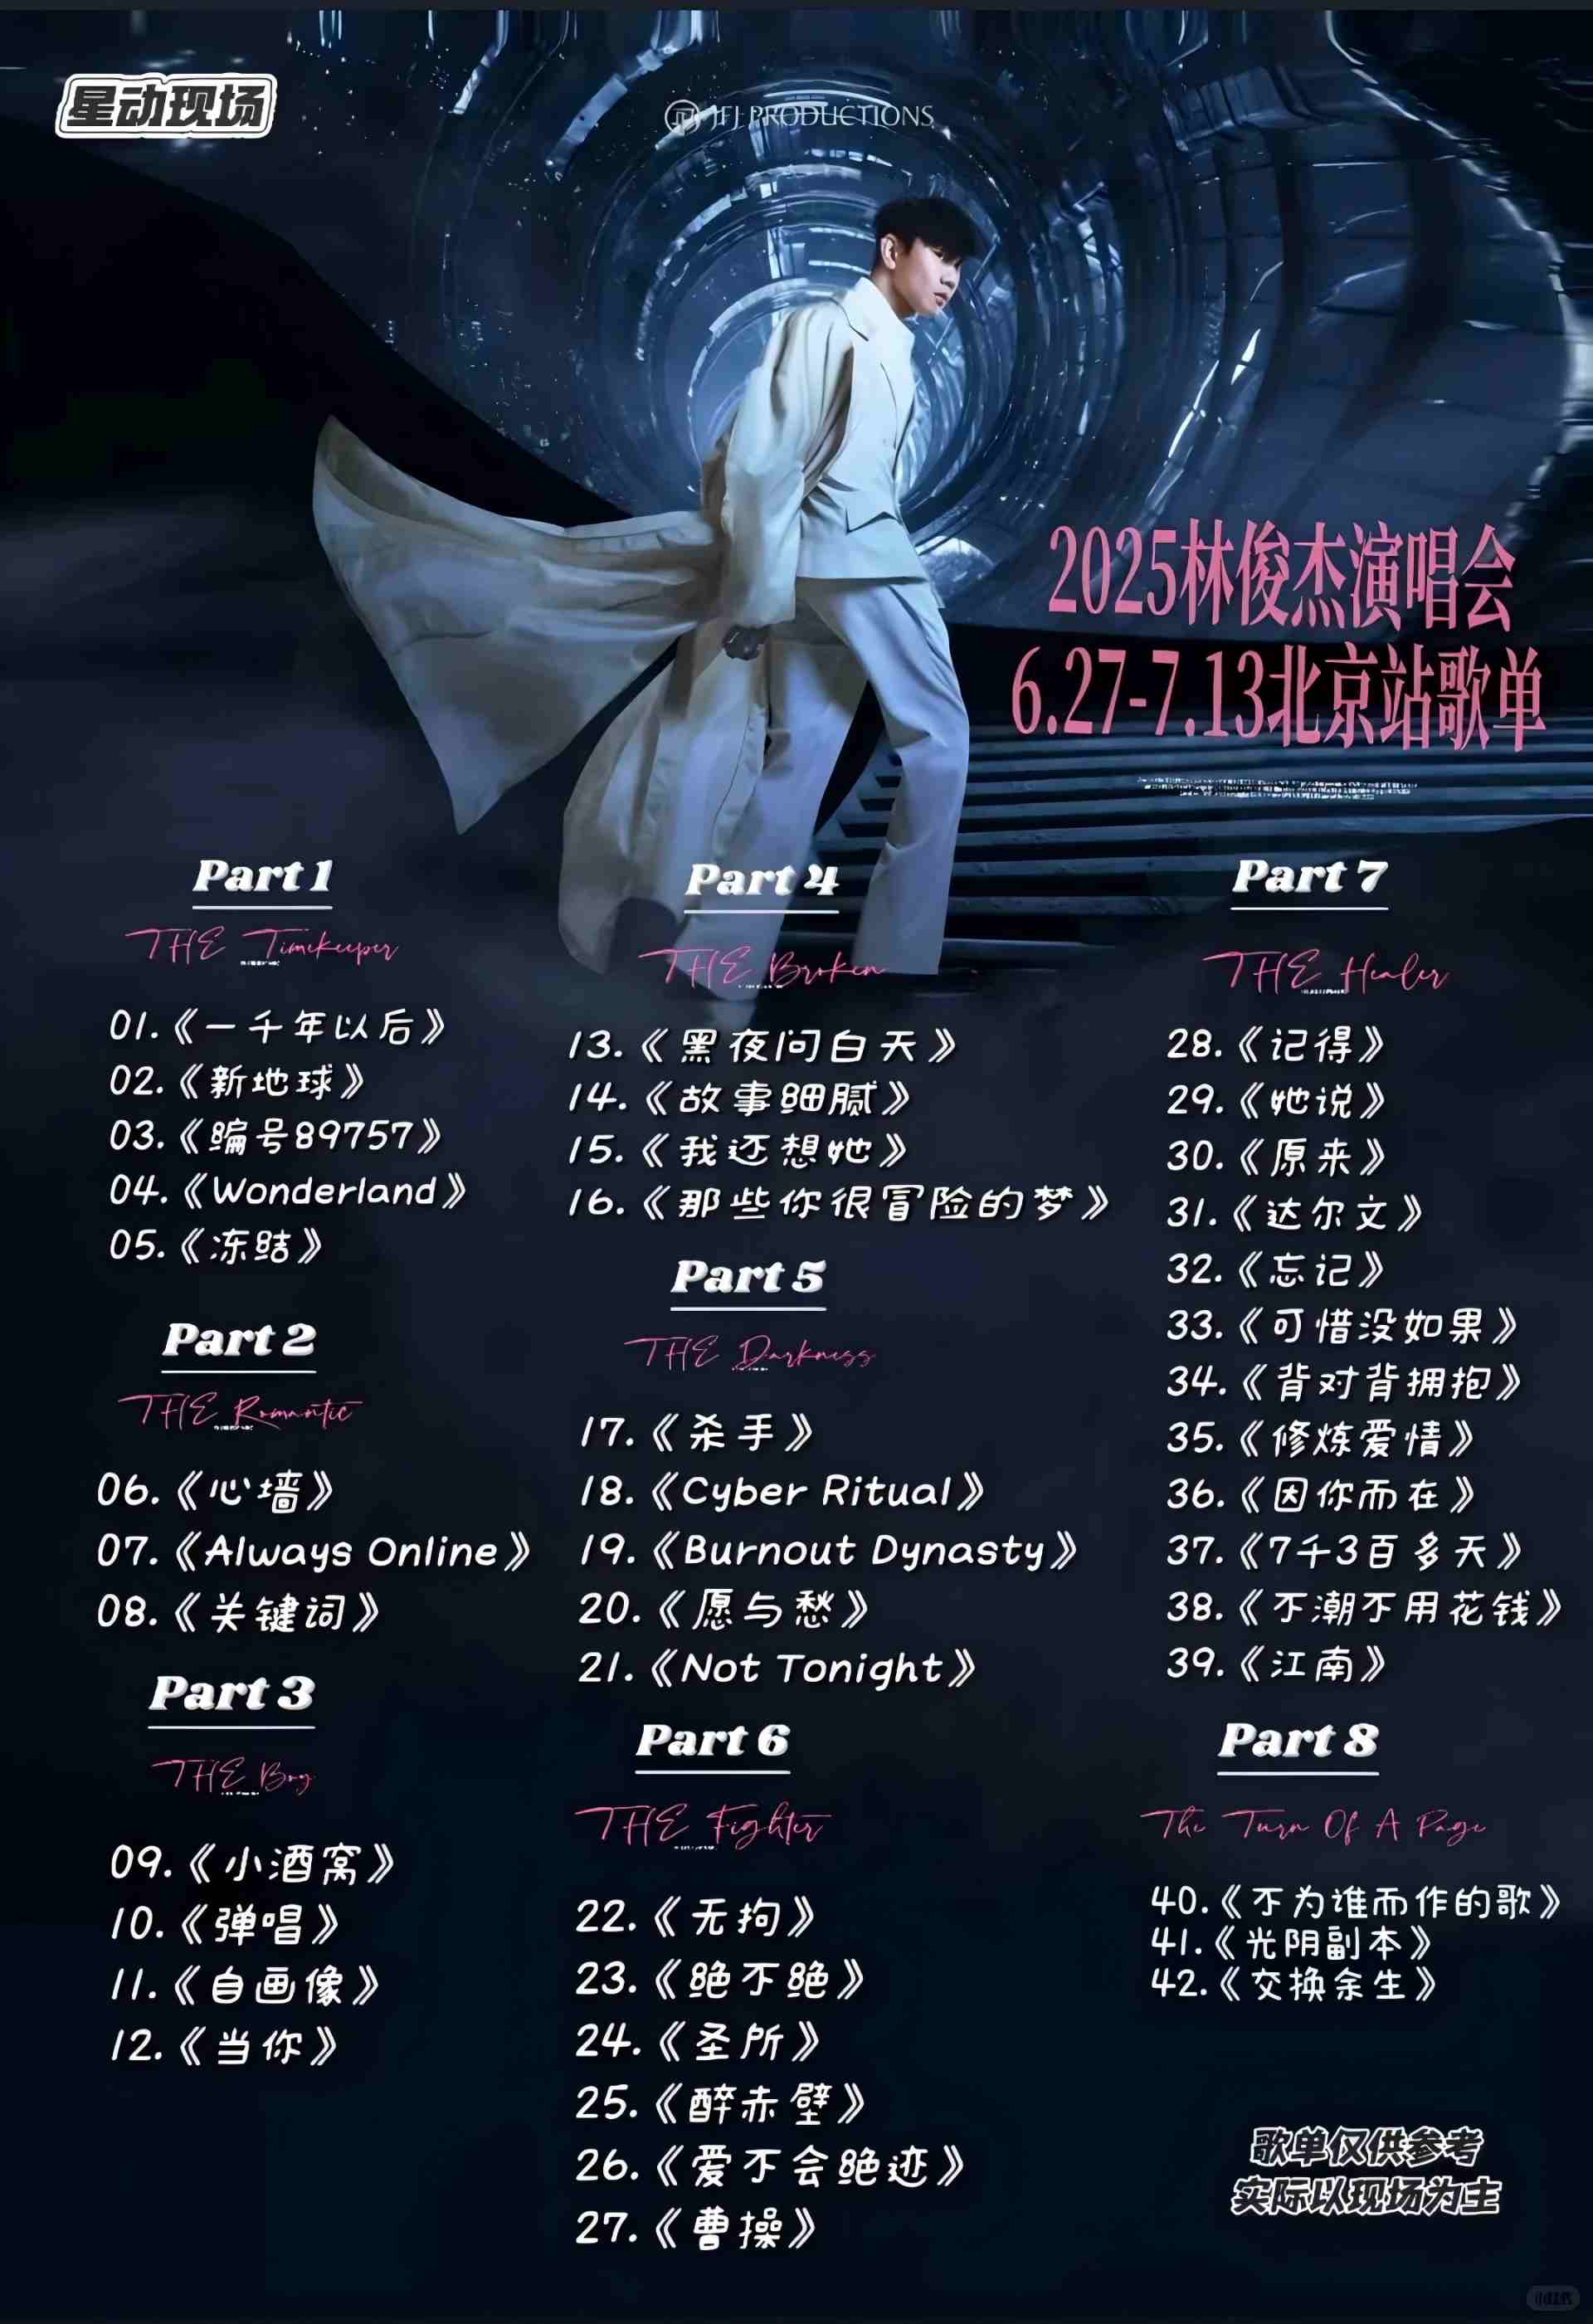 星动现场
JFJ PRODUCTIONS
2025林俊杰演唱会
6.27-7.13北京站歌单
Part 1
THE Timekeeper
01.《一千年以后》
02.《新地球》
03.《编号89757》
04.《Wonderland》
05.《冻结》
Part 2
THE Romantic
06.《心墙》
07.《Always Online》
08.《关键词》
Part 3
THE Boy
09.《小酒窝》
10.《弹唱》
11.《自画像》
12.《当你》
Part 4
THE Broken
13.《黑夜问白天》
14.《故事细腻》
15.《我还想她》
16.《那些你很冒险的梦》
Part 5
THE Darkness
17.《杀手》
18.《Cyber Ritual》
19.《Burnout Dynasty》
20.《愿与愁》
21.《Not Tonight》
Part 6
THE Fighter
22.《无拘》
23.《绝不绝》
24.《圣所》
25.《醉赤壁》
26.《爱不会绝迹》
27.《曹操》
Part 7
THE Healer
28.《记得》
29.《她说》
30.《原来》
31.《达尔文》
32.《忘记》
33.《可惜没如果》
34.《背对背拥抱》
35.《修炼爱情》
36.《因你而在》
37.《7千3百多天》
38.《不潮不用花钱》
39.《江南》
Part 8
The Turn Of A Page
40.《不为谁而作的歌》
41.《光阴副本》
42.《交换余生》
歌单仅供参考
实际以现场为主